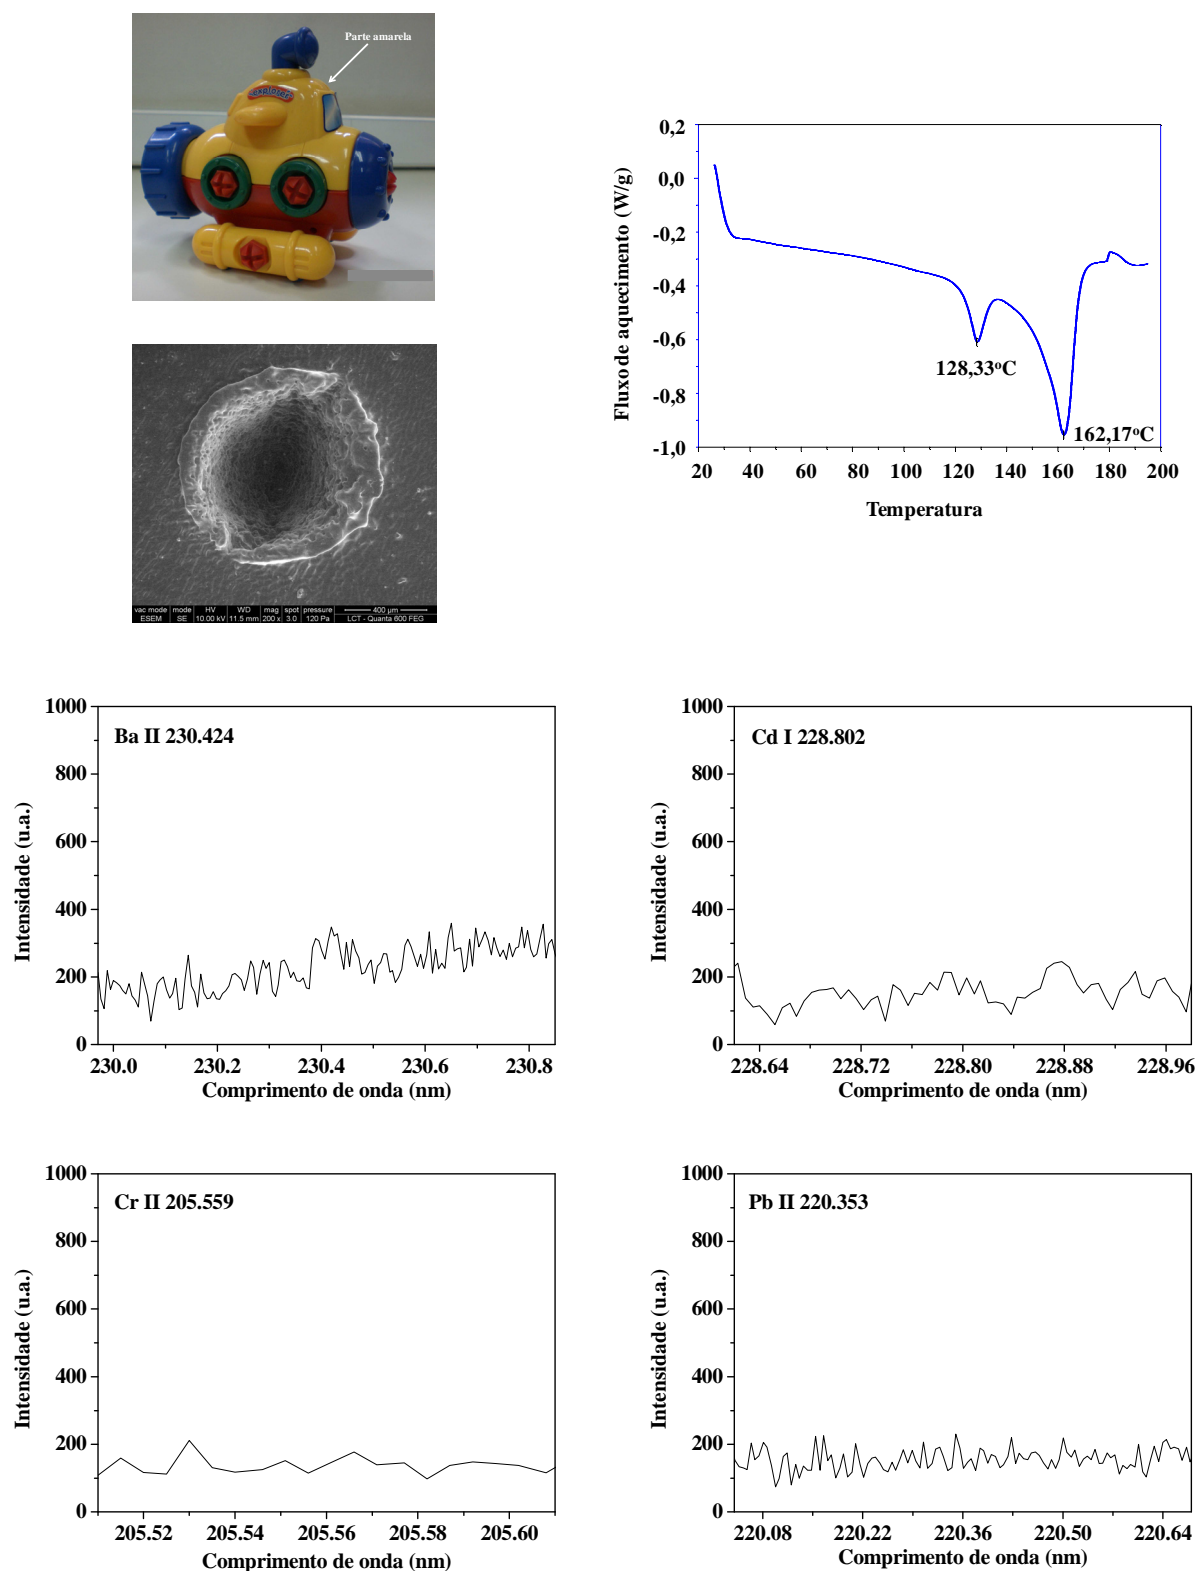 Parte amarela
explorer
0,2
0,0
-0,2
-0,4
-0,6
-0,8
-1,0
Fluxo de aquecimento (W/g)
128,33°C
162,17°C
20 40 60 80 100 120 140 160 180 200
Temperatura
vac mode mode HV WD mag spot pressure 400 µm
ESEM SE 10.00 kV 11.5 mm 200 x 3.0 120 Pa LCT - Quanta 600 FEG
Ba II 230.424
1000
800
600
400
200
0
Intensidade (u.a.)
230.0 230.2 230.4 230.6 230.8
Comprimento de onda (nm)
Cd I 228.802
1000
800
600
400
200
0
Intensidade (u.a.)
228.64 228.72 228.80 228.88 228.96
Comprimento de onda (nm)
Cr II 205.559
1000
800
600
400
200
0
Intensidade (u.a.)
205.52 205.54 205.56 205.58 205.60
Comprimento de onda (nm)
Pb II 220.353
1000
800
600
400
200
0
Intensidade (u.a.)
220.08 220.22 220.36 220.50 220.64
Comprimento de onda (nm)